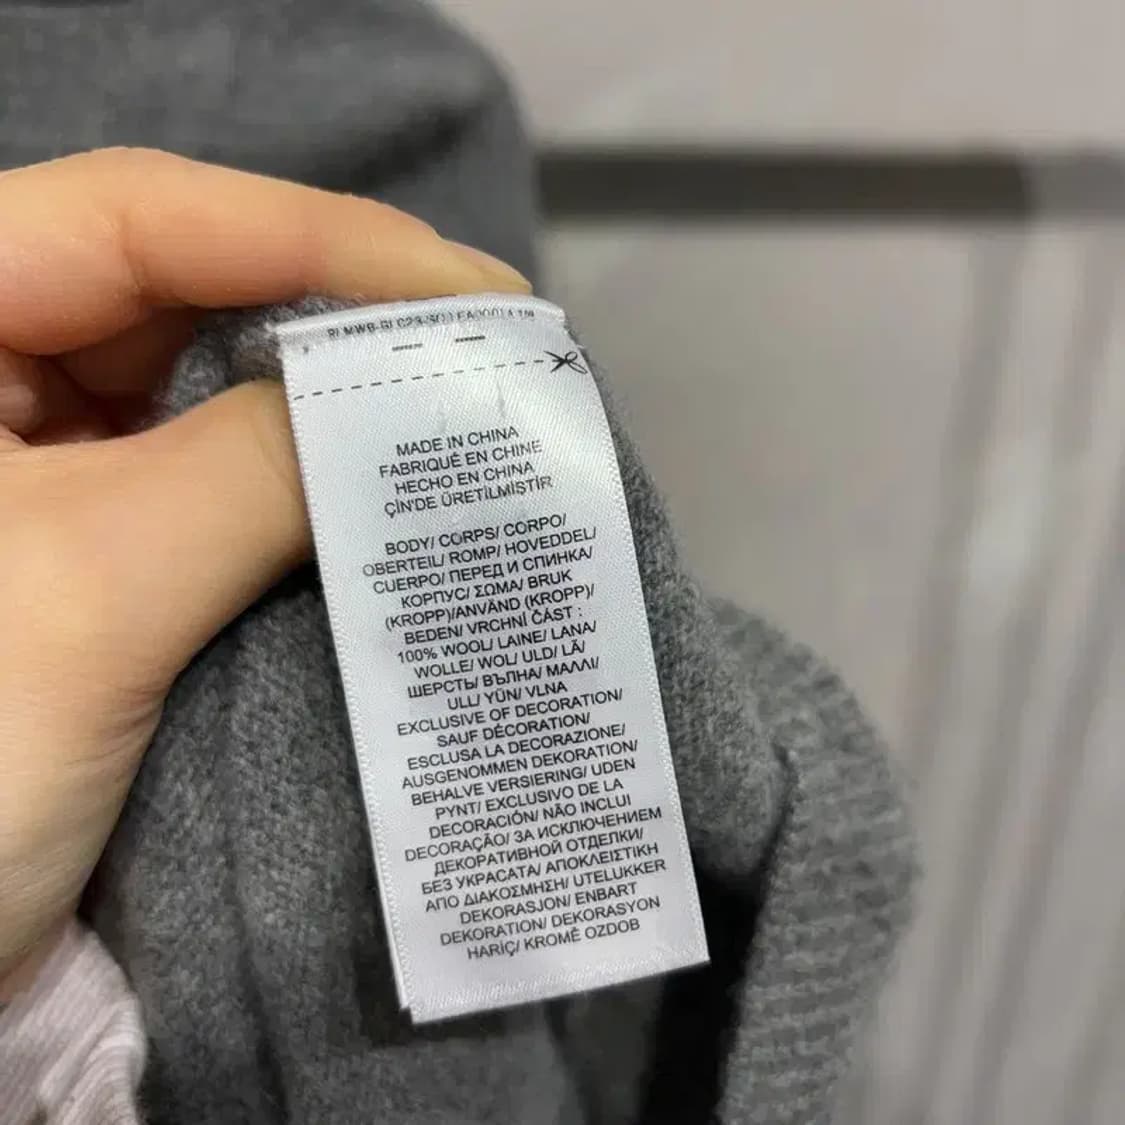 MADE IN CHINA
FABRIQUÉ EN CHINE
HECHO EN CHINA
ÇİN'DE ÜRETİLMİŞTİR
BODY/ CORPS/ CORPO/
OBERTEIL/ ROMP/ HOVEDDEL/
CUERPO/ ПЕРЕД И СПИНКА/
КОРПУС/ ΣΩΜΑ/ BRUK
(KROPP)/ANVÄND (KROPP)/
BEDEN/ VRCHNÍ ČÁST :
100% WOOL/ LAINE/ LANA/
WOLLE/ WOL/ ULD/ LÃ/
ШЕРСТЬ/ ВЪЛНА/ ΜΑΛΛΙ/
ULL/ YÜN/ VLNA
EXCLUSIVE OF DECORATION/
SAUF DÉCORATION/
ESCLUSA LA DECORAZIONE/
AUSGENOMMEN DEKORATION/
BEHALVE VERSIERING/ UDEN
PYNT/ EXCLUSIVO DE LA
DECORACIÓN/ NÃO INCLUI
DECORAÇÃO/ ЗА ИСКЛЮЧЕНИЕМ
ДЕКОРАТИВНОЙ ОТДЕЛКИ/
БЕЗ УКРАСАТА/ ΑΠΟΚΛΕΙΣΤΙΚΗ
ΑΠΟ ΔΙΑΚΟΣΜΗΣΗ/ UTELUKKER
DEKORASJON/ ENBART
DEKORATION/ DEKORASYON
HARİÇ/ KROMĚ OZDOB